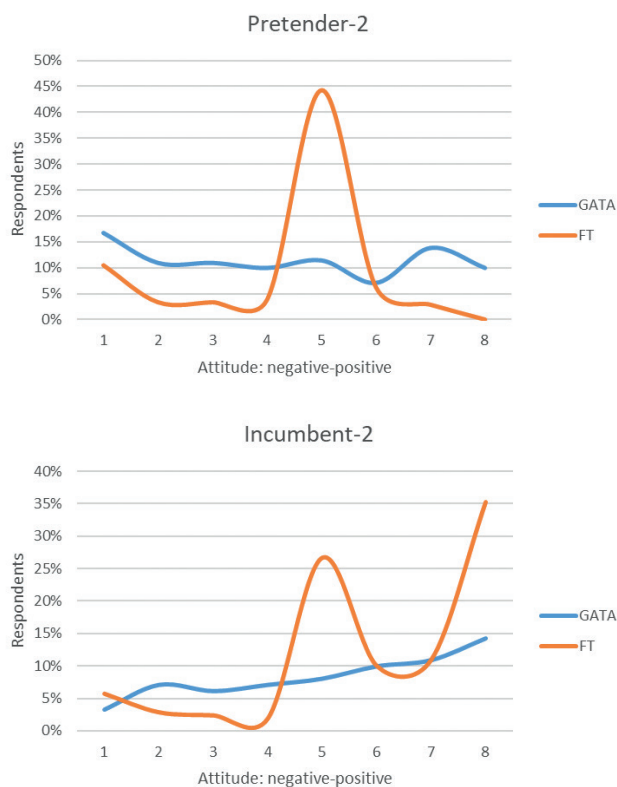 Pretender-2
50%
45%
40%
35%
30%
25%
20%
15%
10%
5%
0%
Respondents
1 2 3 4 5 6 7 8
Attitude: negative-positive
GATA
FT
Incumbent-2
40%
35%
30%
25%
20%
15%
10%
5%
0%
Respondents
1 2 3 4 5 6 7 8
Attitude: negative-positive
GATA
FT